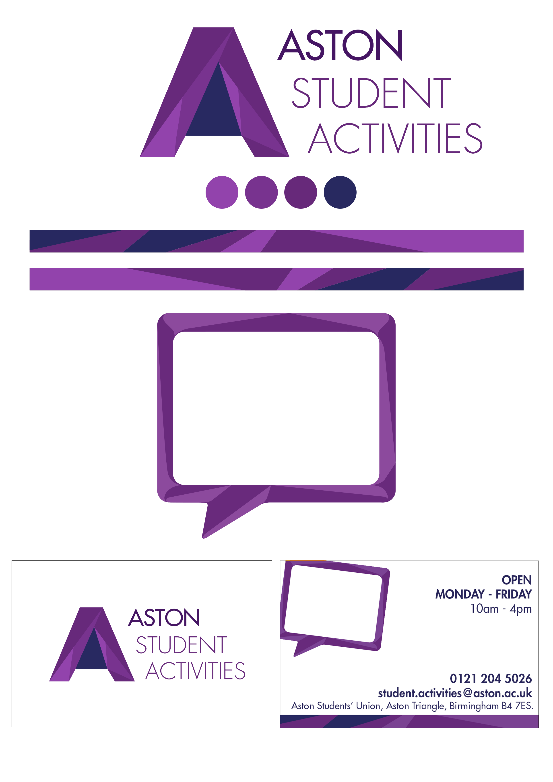 ASTON
STUDENT
ACTIVITIES
ASTON
STUDENT
ACTIVITIES
OPEN
MONDAY - FRIDAY
10am - 4pm
0121 204 5026
student.activities@aston.ac.uk
Aston Students' Union, Aston Triangle, Birmingham B4 7ES.